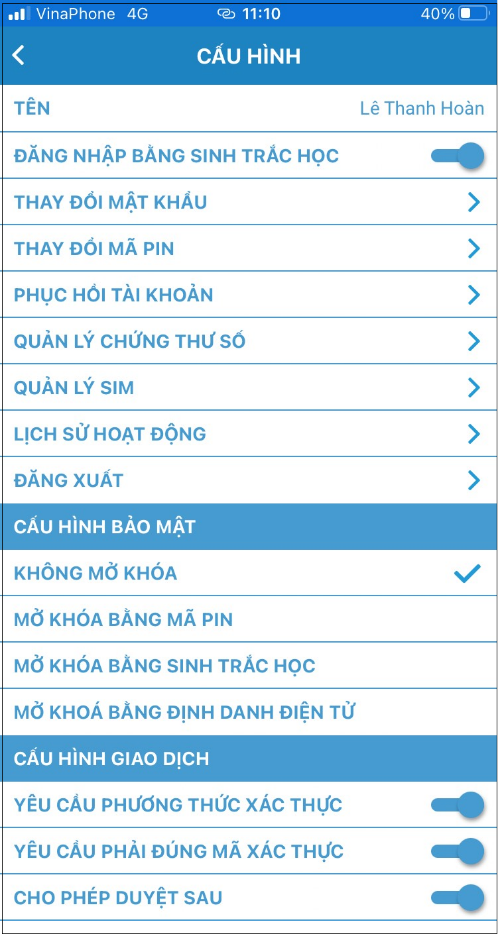 VinaPhone 4G 11:10 40%
CẤU HÌNH
TÊN Lê Thanh Hoàn
ĐĂNG NHẬP BẰNG SINH TRẮC HỌC
THAY ĐỔI MẬT KHẨU
THAY ĐỔI MÃ PIN
PHỤC HỒI TÀI KHOẢN
QUẢN LÝ CHỨNG THƯ SỐ
QUẢN LÝ SIM
LỊCH SỬ HOẠT ĐỘNG
ĐĂNG XUẤT
CẤU HÌNH BẢO MẬT
KHÔNG MỞ KHÓA
MỞ KHÓA BẰNG MÃ PIN
MỞ KHÓA BẰNG SINH TRẮC HỌC
MỞ KHOÁ BẰNG ĐỊNH DANH ĐIỆN TỬ
CẤU HÌNH GIAO DỊCH
YÊU CẦU PHƯƠNG THỨC XÁC THỰC
YÊU CẦU PHẢI ĐÚNG MÃ XÁC THỰC
CHO PHÉP DUYỆT SAU